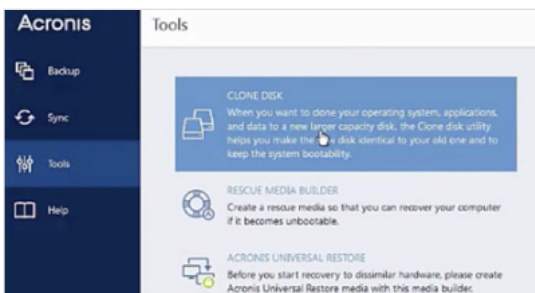 Acronis
Tools
Backup
Sync
Tools
Help
CLONE DISK
When you want to clone your operating system, applications,
and data to a new larger capacity disk, the Clone disk utility
helps you make the disk identical to your old one and to
keep the system bootability.
RESCUE MEDIA BUILDER
Create a rescue media so that you can recover your computer
if it becomes unbootable.
ACRONIS UNIVERSAL RESTORE
Before you start recovery to dissimilar hardware, please create
Acronis Universal Restore media with this media builder.